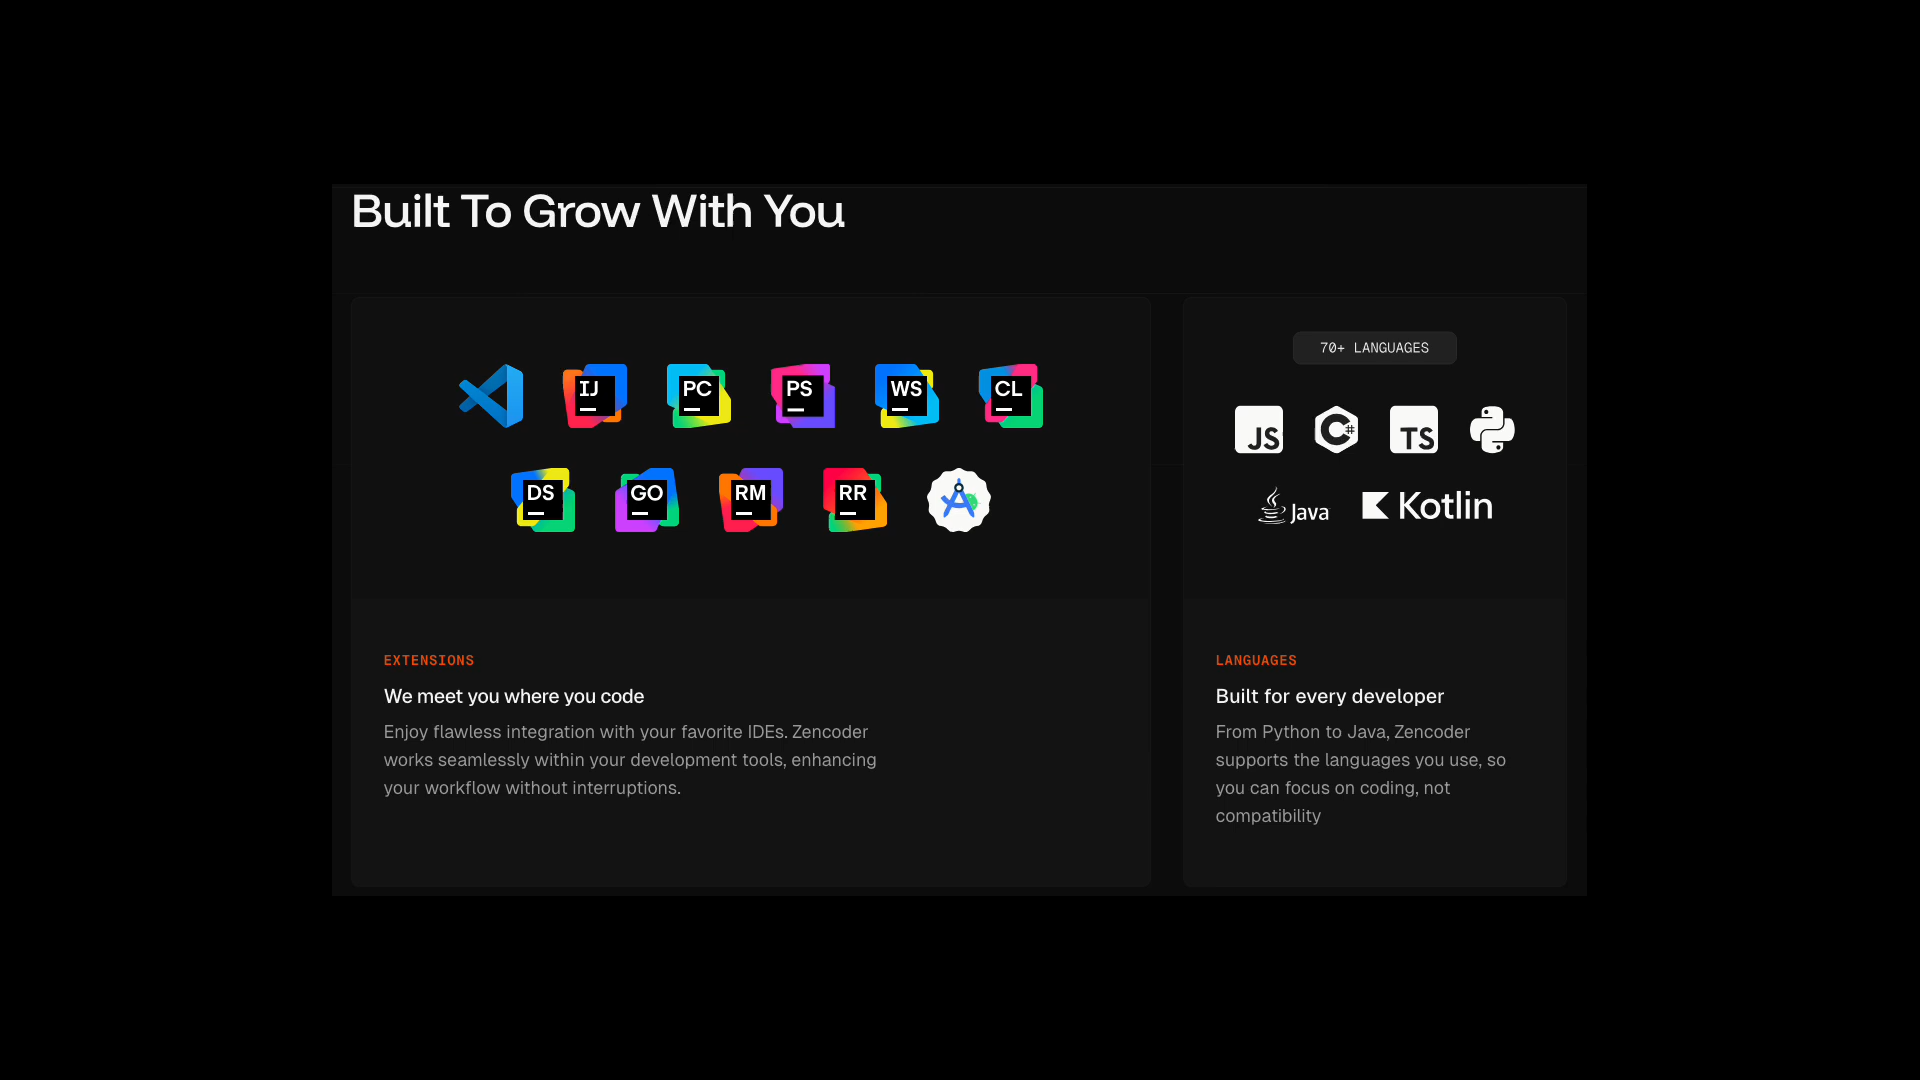 Built To Grow With You
IJ
PC
PS
WS
CL
DS
GO
RM
RR
EXTENSIONS
We meet you where you code
Enjoy flawless integration with your favorite IDEs. Zencoder
works seamlessly within your development tools, enhancing
your workflow without interruptions.
70+ LANGUAGES
JS
C#
TS
Java
Kotlin
LANGUAGES
Built for every developer
From Python to Java, Zencoder
supports the languages you use, so
you can focus on coding, not
compatibility